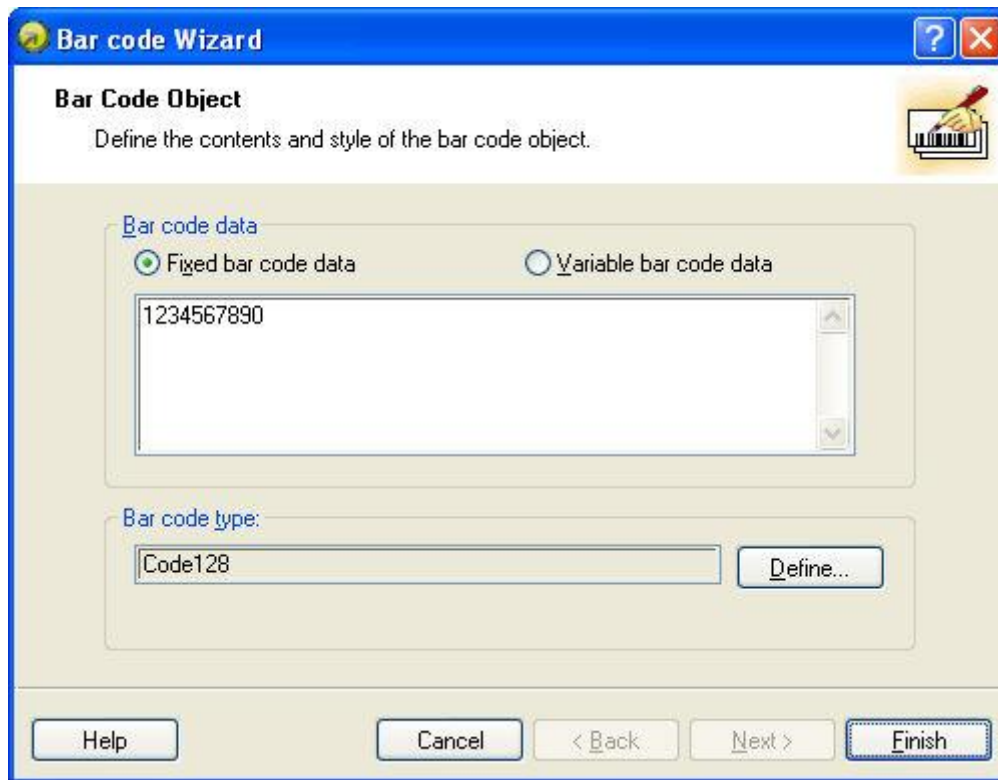 Bar code Wizard
?
X
Bar Code Object
Define the contents and style of the bar code object.
Bar code data
Fixed bar code data Variable bar code data
1234567890
Bar code type:
Code128 Define...
Help Cancel < Back Next > Finish